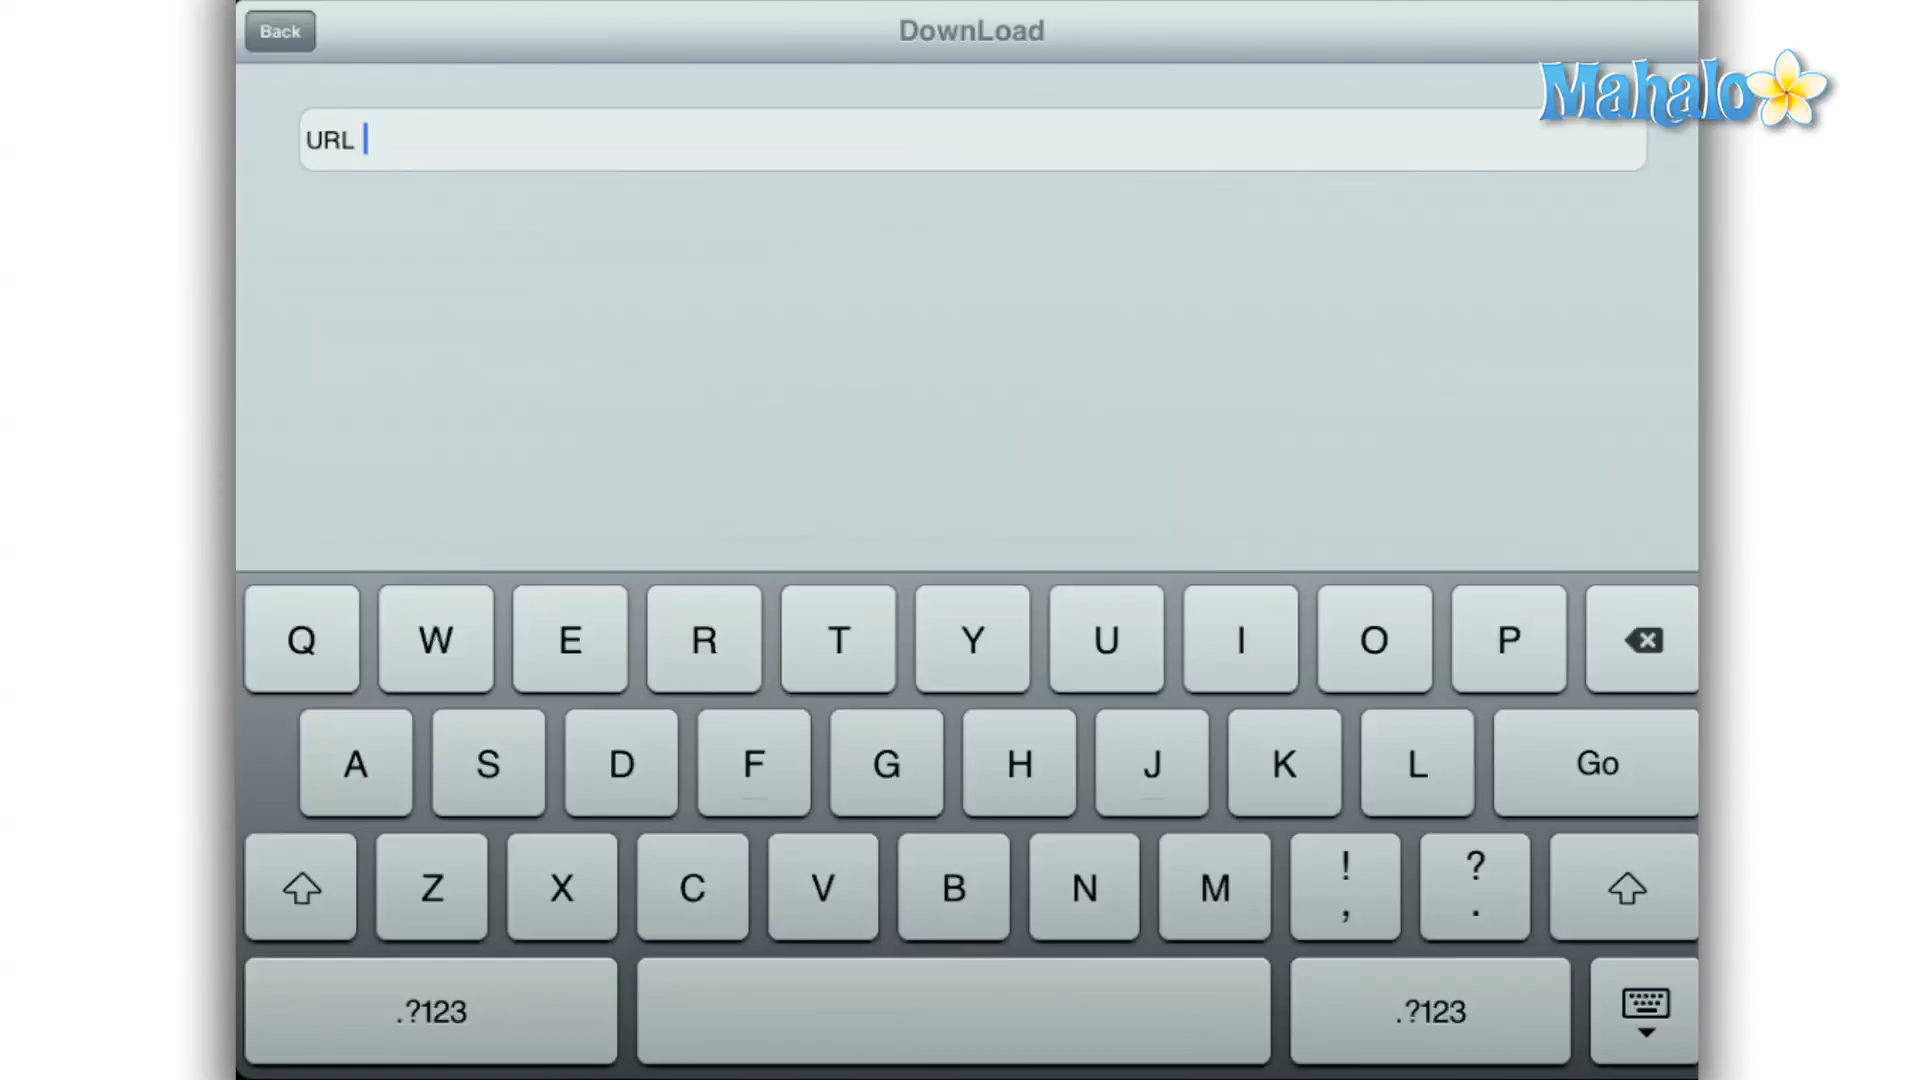 Back
DownLoad
Mahalo
URL
Q W E R T Y U I O P
A S D F G H J K L Go
Z X C V B N M ! , ? .
.?123 .?123